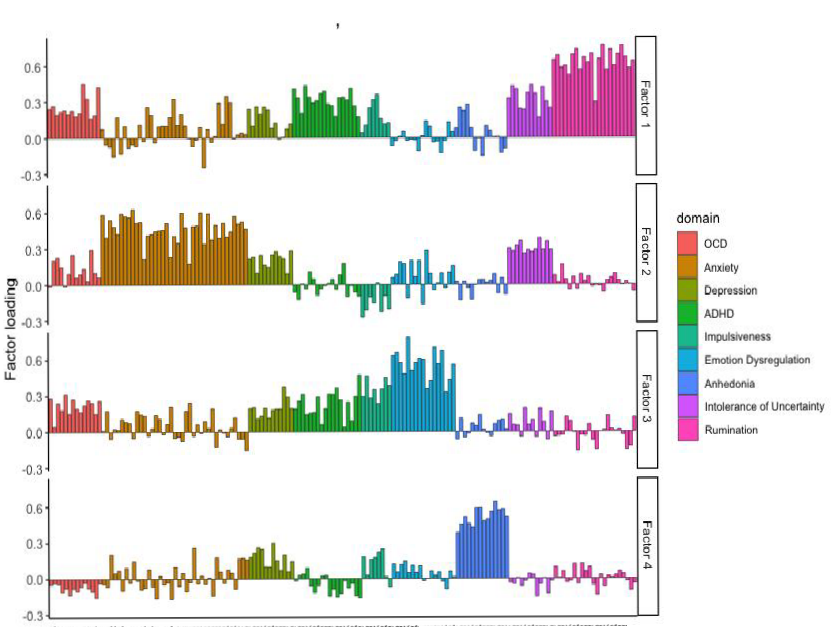 ,
0.6
0.3
0.0
-0.3
Factor 1
0.6
0.3
0.0
-0.3
Factor 2
0.6
0.3
0.0
-0.3
Factor 3
0.6
0.3
0.0
-0.3
Factor 4
Factor loading
domain
OCD
Anxiety
Depression
ADHD
Impulsiveness
Emotion Dysregulation
Anhedonia
Intolerance of Uncertainty
Rumination